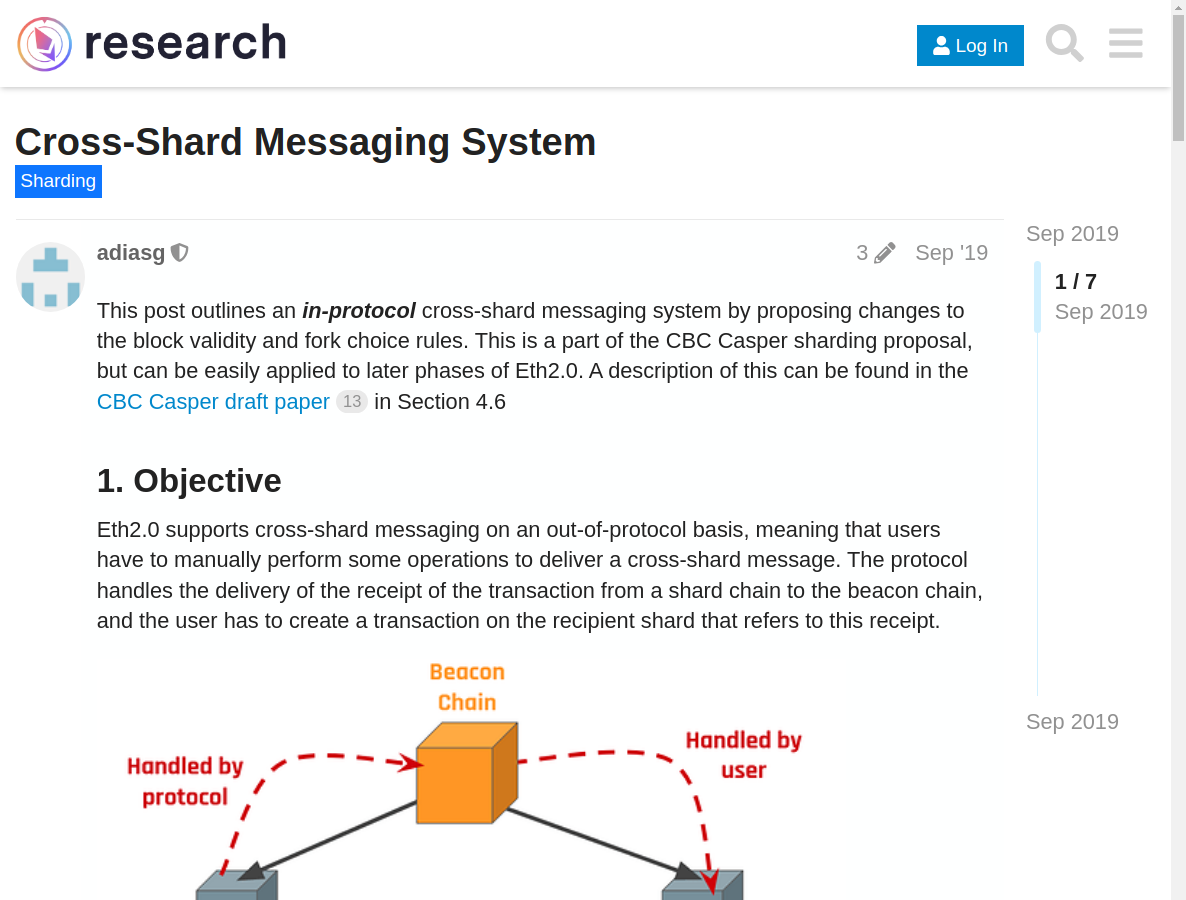 research
Log In
Cross-Shard Messaging System
Sharding
adiasg
3
Sep '19
Sep 2019
1 / 7
Sep 2019
This post outlines an in-protocol cross-shard messaging system by proposing changes to
the block validity and fork choice rules. This is a part of the CBC Casper sharding proposal,
but can be easily applied to later phases of Eth2.0. A description of this can be found in the
CBC Casper draft paper 13 in Section 4.6
1. Objective
Eth2.0 supports cross-shard messaging on an out-of-protocol basis, meaning that users
have to manually perform some operations to deliver a cross-shard message. The protocol
handles the delivery of the receipt of the transaction from a shard chain to the beacon chain,
and the user has to create a transaction on the recipient shard that refers to this receipt.
Beacon
Chain
Handled by
protocol
Handled by
user
Sep 2019